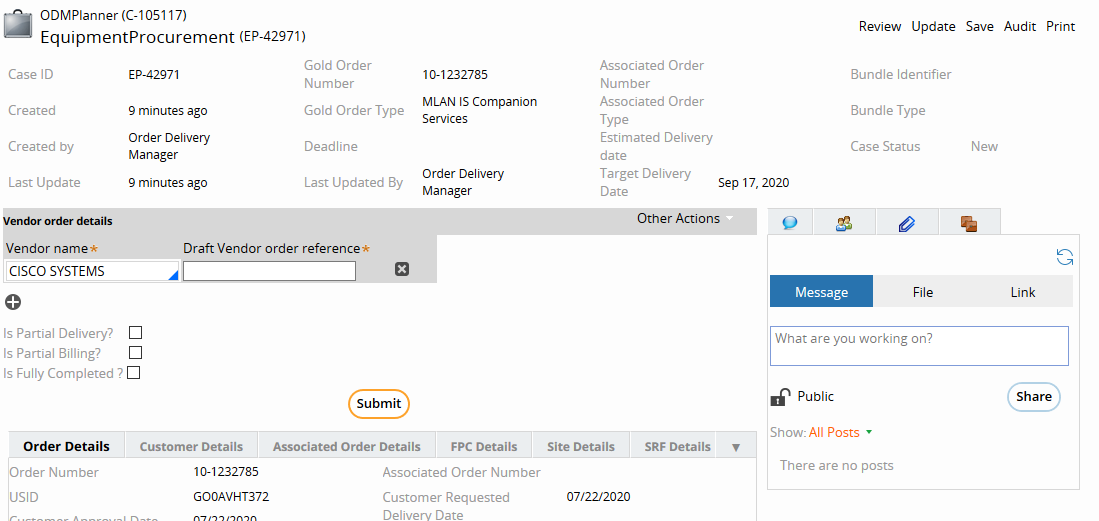 ODMPlanner (C-105117)
EquipmentProcurement (EP-42971)
Review Update Save Audit Print
Case ID EP-42971
Gold Order Number 10-1232785
Associated Order Number
Bundle Identifier
Created 9 minutes ago
Gold Order Type MLAN IS Companion Services
Associated Order Type
Bundle Type
Created by Order Delivery Manager
Deadline
Estimated Delivery date
Case Status New
Last Update 9 minutes ago
Last Updated By Order Delivery Manager
Target Delivery Date Sep 17, 2020
Vendor order details
Other Actions
Vendor name* Draft Vendor order reference*
CISCO SYSTEMS
Is Partial Delivery?
Is Partial Billing?
Is Fully Completed ?
Submit
Order Details Customer Details Associated Order Details FPC Details Site Details SRF Details
Order Number 10-1232785 Associated Order Number
USID GO0AVHT372 Customer Requested Delivery Date 07/22/2020
Customer Approval Date 07/22/2020
Message File Link
What are you working on?
Public Share
Show: All Posts
There are no posts